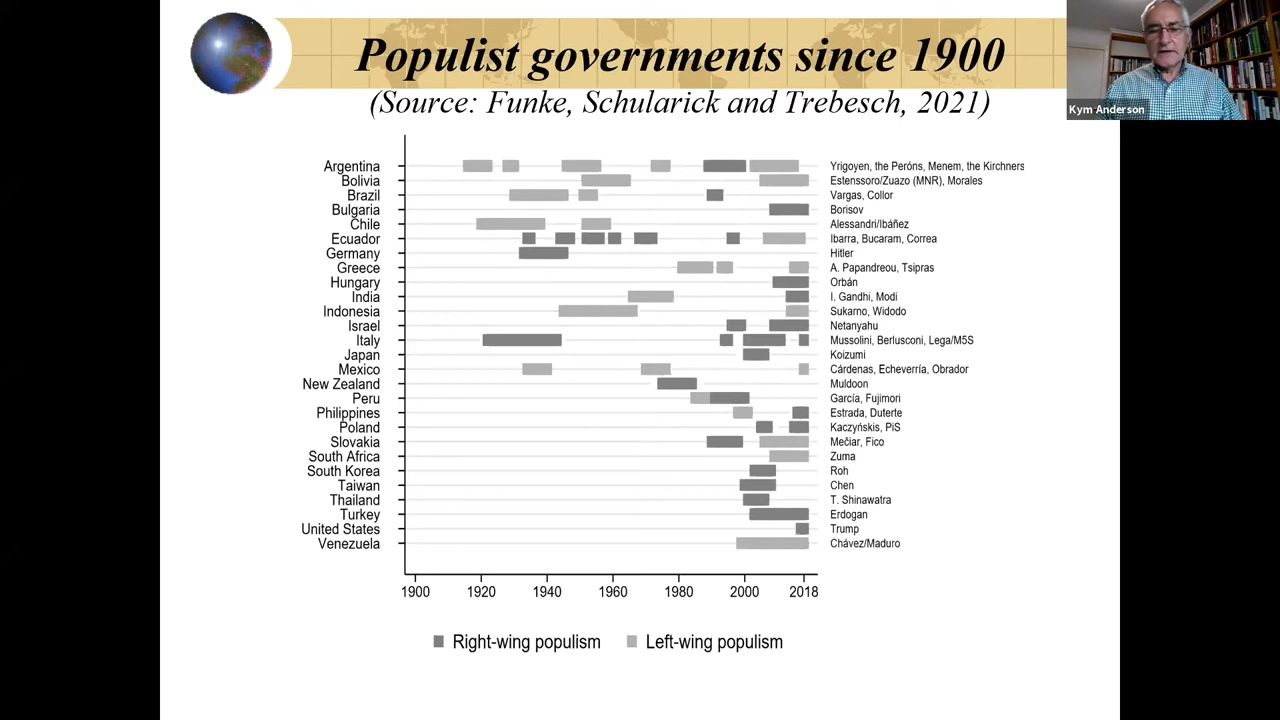 Populist governments since 1900
(Source: Funke, Schularick and Trebesch, 2021)
Kym Anderson
Argentina Yrigoyen, the Peróns, Menem, the Kirchners
Bolivia Estenssoro/Zuazo (MNR), Morales
Brazil Vargas, Collor
Bulgaria Borisov
Chile Alessandri/Ibáñez
Ecuador Ibarra, Bucaram, Correa
Germany Hitler
Greece A. Papandreou, Tsipras
Hungary Orbán
India I. Gandhi, Modi
Indonesia Sukarno, Widodo
Israel Netanyahu
Italy Mussolini, Berlusconi, Lega/M5S
Japan Koizumi
Mexico Cárdenas, Echeverría, Obrador
New Zealand Muldoon
Peru García, Fujimori
Philippines Estrada, Duterte
Poland Kaczyńskis, PiS
Slovakia Mečiar, Fico
South Africa Zuma
South Korea Roh
Taiwan Chen
Thailand T. Shinawatra
Turkey Erdogan
United States Trump
Venezuela Chávez/Maduro
1900 1920 1940 1960 1980 2000 2018
Right-wing populism Left-wing populism